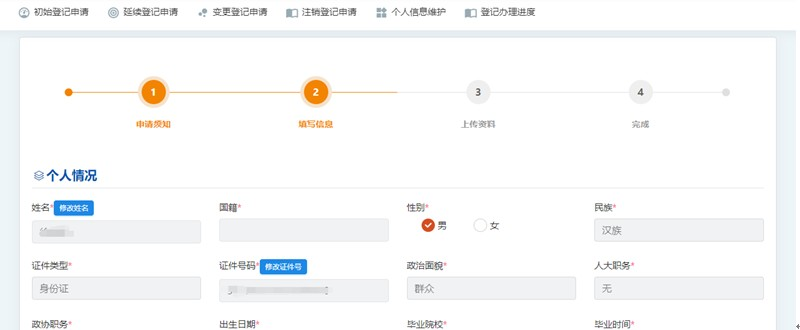 初始登记申请 延续登记申请 变更登记申请 注销登记申请 个人信息维护 登记办理进度
1 2 3 4
申请须知 填写信息 上传资料 完成
个人情况
姓名* 修改姓名 国籍* 性别* 民族*
男 女 汉族
证件类型* 证件号码* 修改证件号 政治面貌* 人大职务*
身份证 群众 无
政协职务* 出生日期* 毕业院校* 毕业时间*